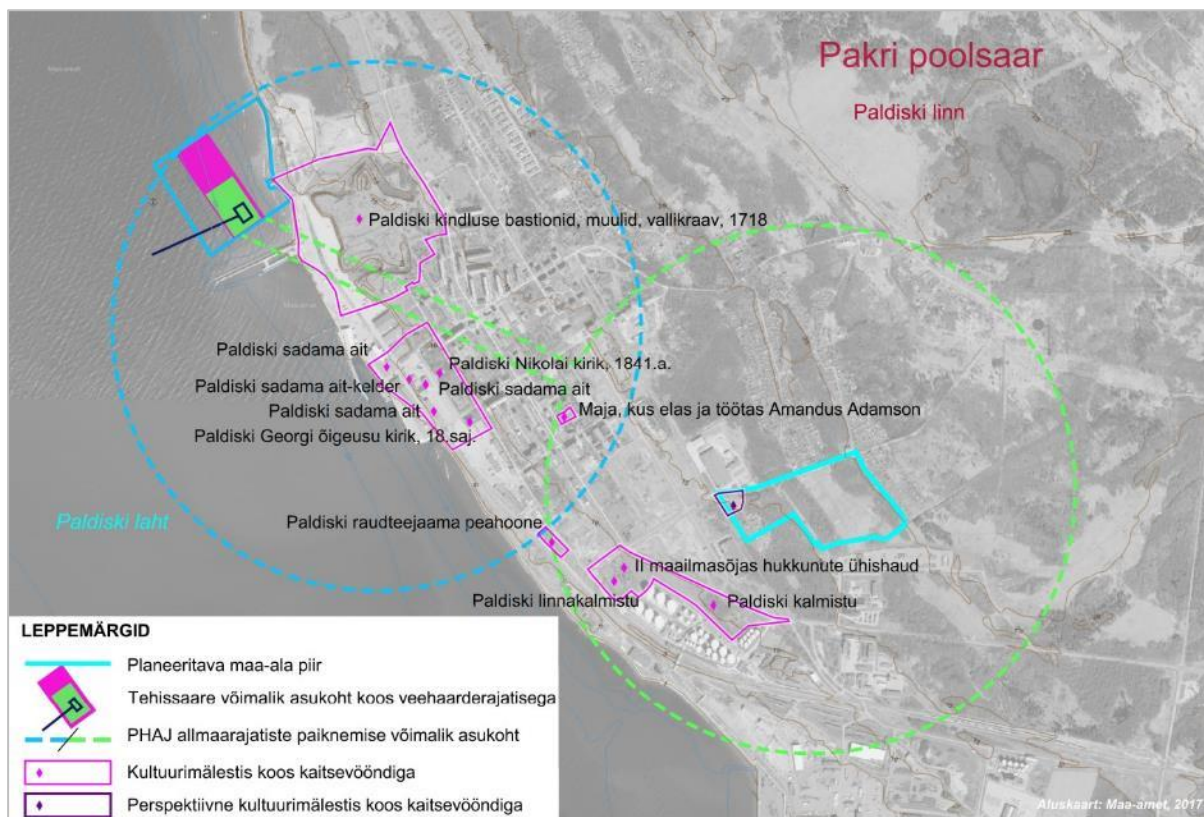 Pakri poolsaar
Paldiski linn
Paldiski kindluse bastionid, muulid, vallikraav, 1718
Paldiski sadama ait
Paldiski Nikolai kirik, 1841.a.
Paldiski sadama ait-kelder
Paldiski sadama ait
Paldiski sadama ait
Maja, kus elas ja töötas Amandus Adamson
Paldiski Georgi õigeusu kirik, 18.saj.
Paldiski laht
Paldiski raudteejaama peahoone
II maailmasõjas hukkunute ühishaud
Paldiski linnakalmistu
Paldiski kalmistu
LEPPEMÄRGID
Planeeritava maa-ala piir
Tehissaare võimalik asukoht koos veehaarderajatisega
PHAJ allmaarajatiste paiknemise võimalik asukoht
Kultuurimälestis koos kaitsevööndiga
Perspektiivne kultuurimälestis koos kaitsevööndiga
Aluskaart: Maa-amet, 2017